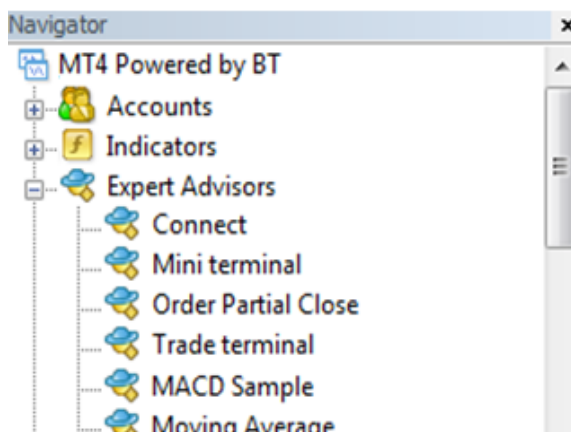 Navigator
MT4 Powered by BT
Accounts
Indicators
Expert Advisors
Connect
Mini terminal
Order Partial Close
Trade terminal
MACD Sample
Moving Average